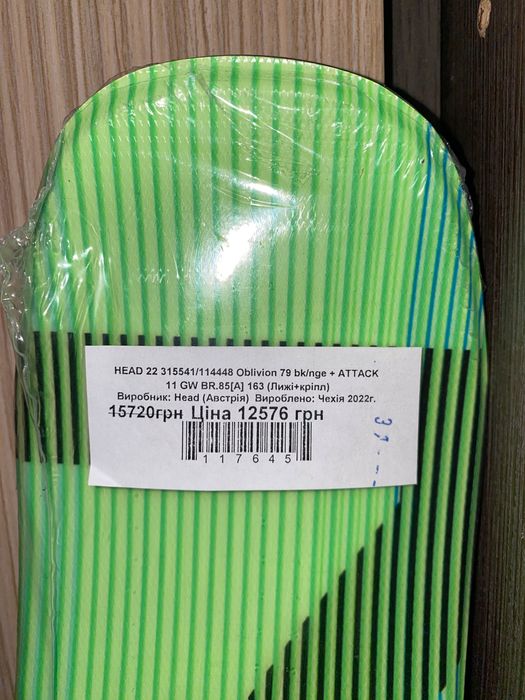 HEAD 22 315541/114448 Oblivion 79 bk/nge + ATTACK
11 GW BR.85[A] 163 (Лижі+кріпл)
Виробник: Head (Австрія) Вироблено: Чехія 2022г.
15720грн Ціна 12576 грн
117645